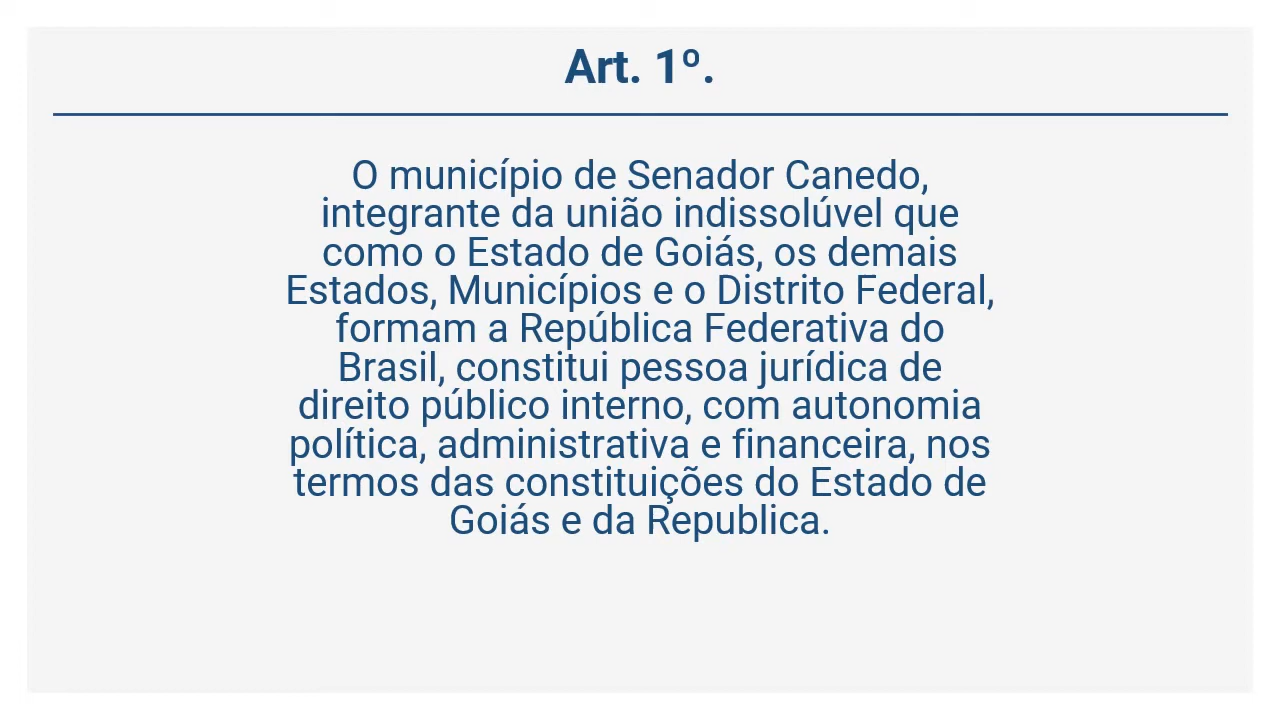 Art. 1º.
O município de Senador Canedo,
integrante da união indissolúvel que
como o Estado de Goiás, os demais
Estados, Municípios e o Distrito Federal,
formam a República Federativa do
Brasil, constitui pessoa jurídica de
direito público interno, com autonomia
política, administrativa e financeira, nos
termos das constituições do Estado de
Goiás e da Republica.